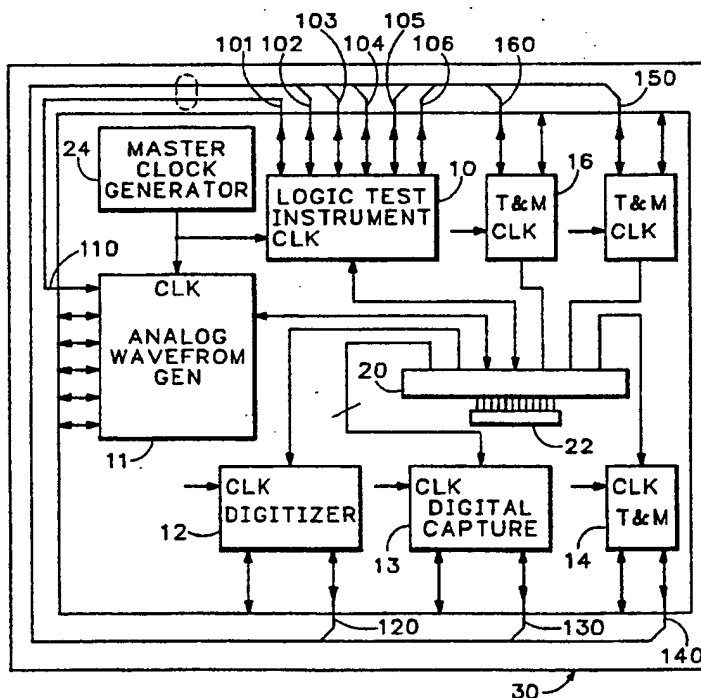 103 105
101 102 104 106 160
150
24 MASTER
CLOCK
GENERATOR
10
LOGIC TEST
INSTRUMENT
CLK
16
T&M
CLK
T&M
CLK
110
CLK
ANALOG
WAVEFROM
GEN
11
20
22
CLK
DIGITIZER
12
CLK
DIGITAL
CAPTURE
13
CLK
T&M
14
120 130 140
30